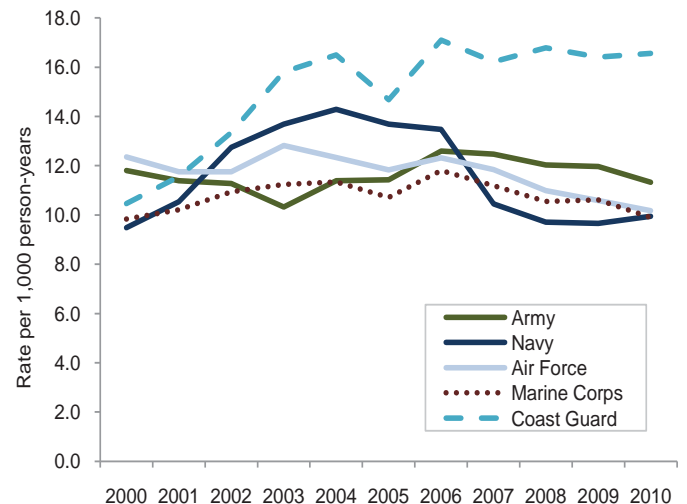 18.0
16.0
14.0
12.0
10.0
8.0
6.0
4.0
2.0
0.0
Rate per 1,000 person-years
Army
Navy
Air Force
Marine Corps
Coast Guard
2000 2001 2002 2003 2004 2005 2006 2007 2008 2009 2010